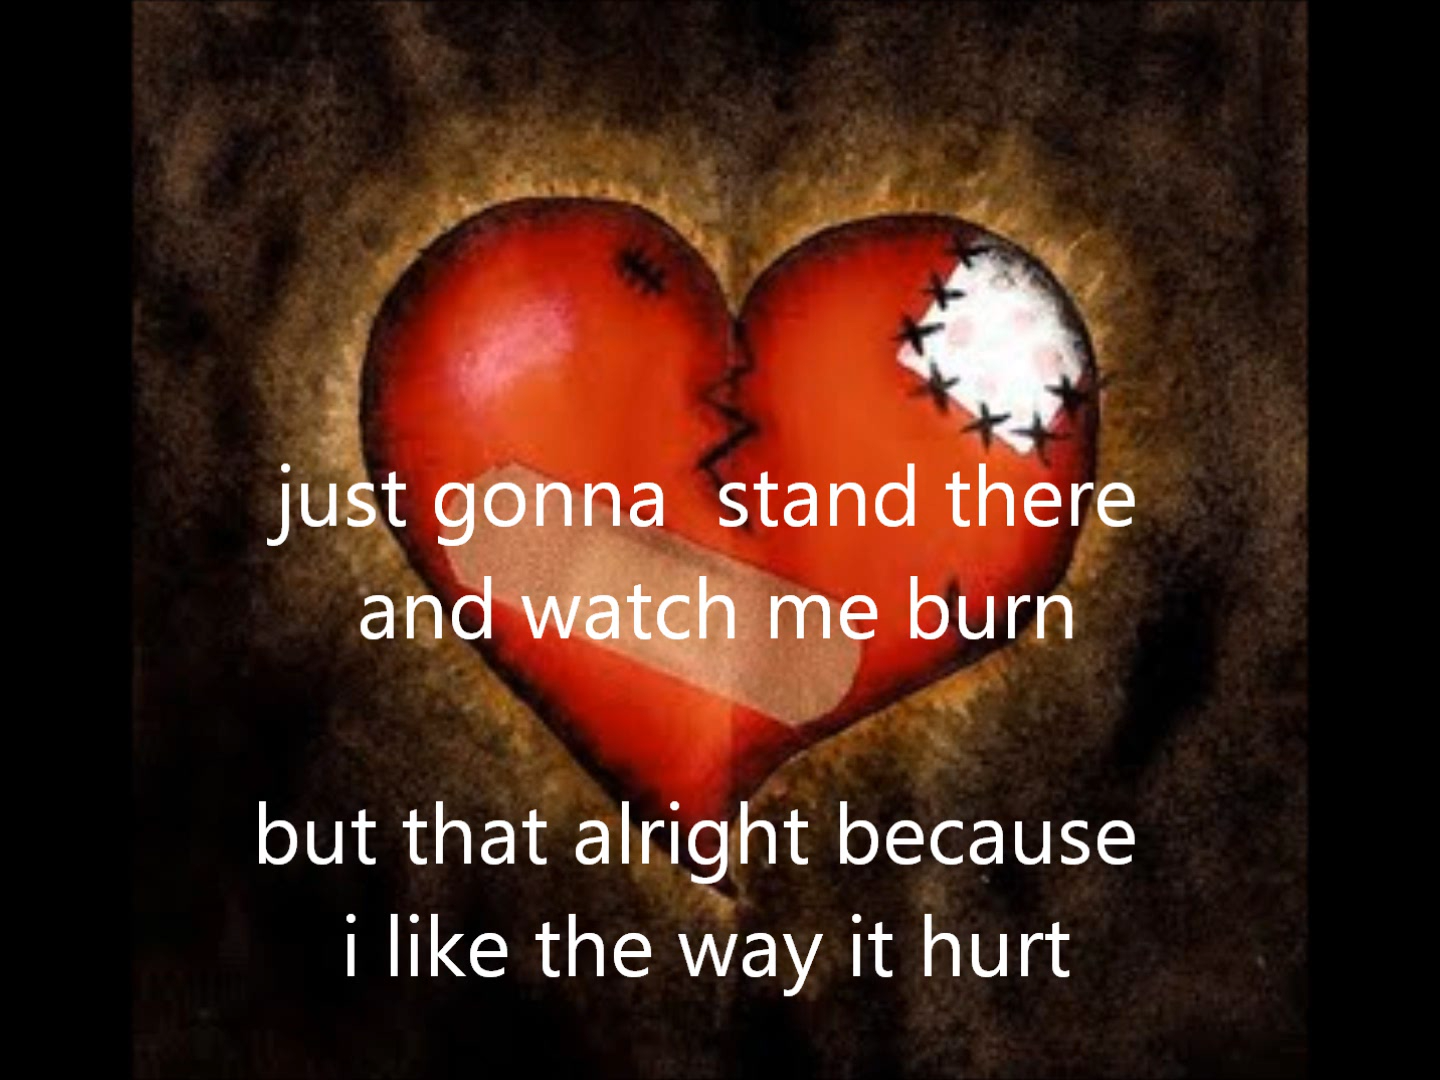 just gonna  stand there
and watch me burn
but that alright because
i like the way it hurt